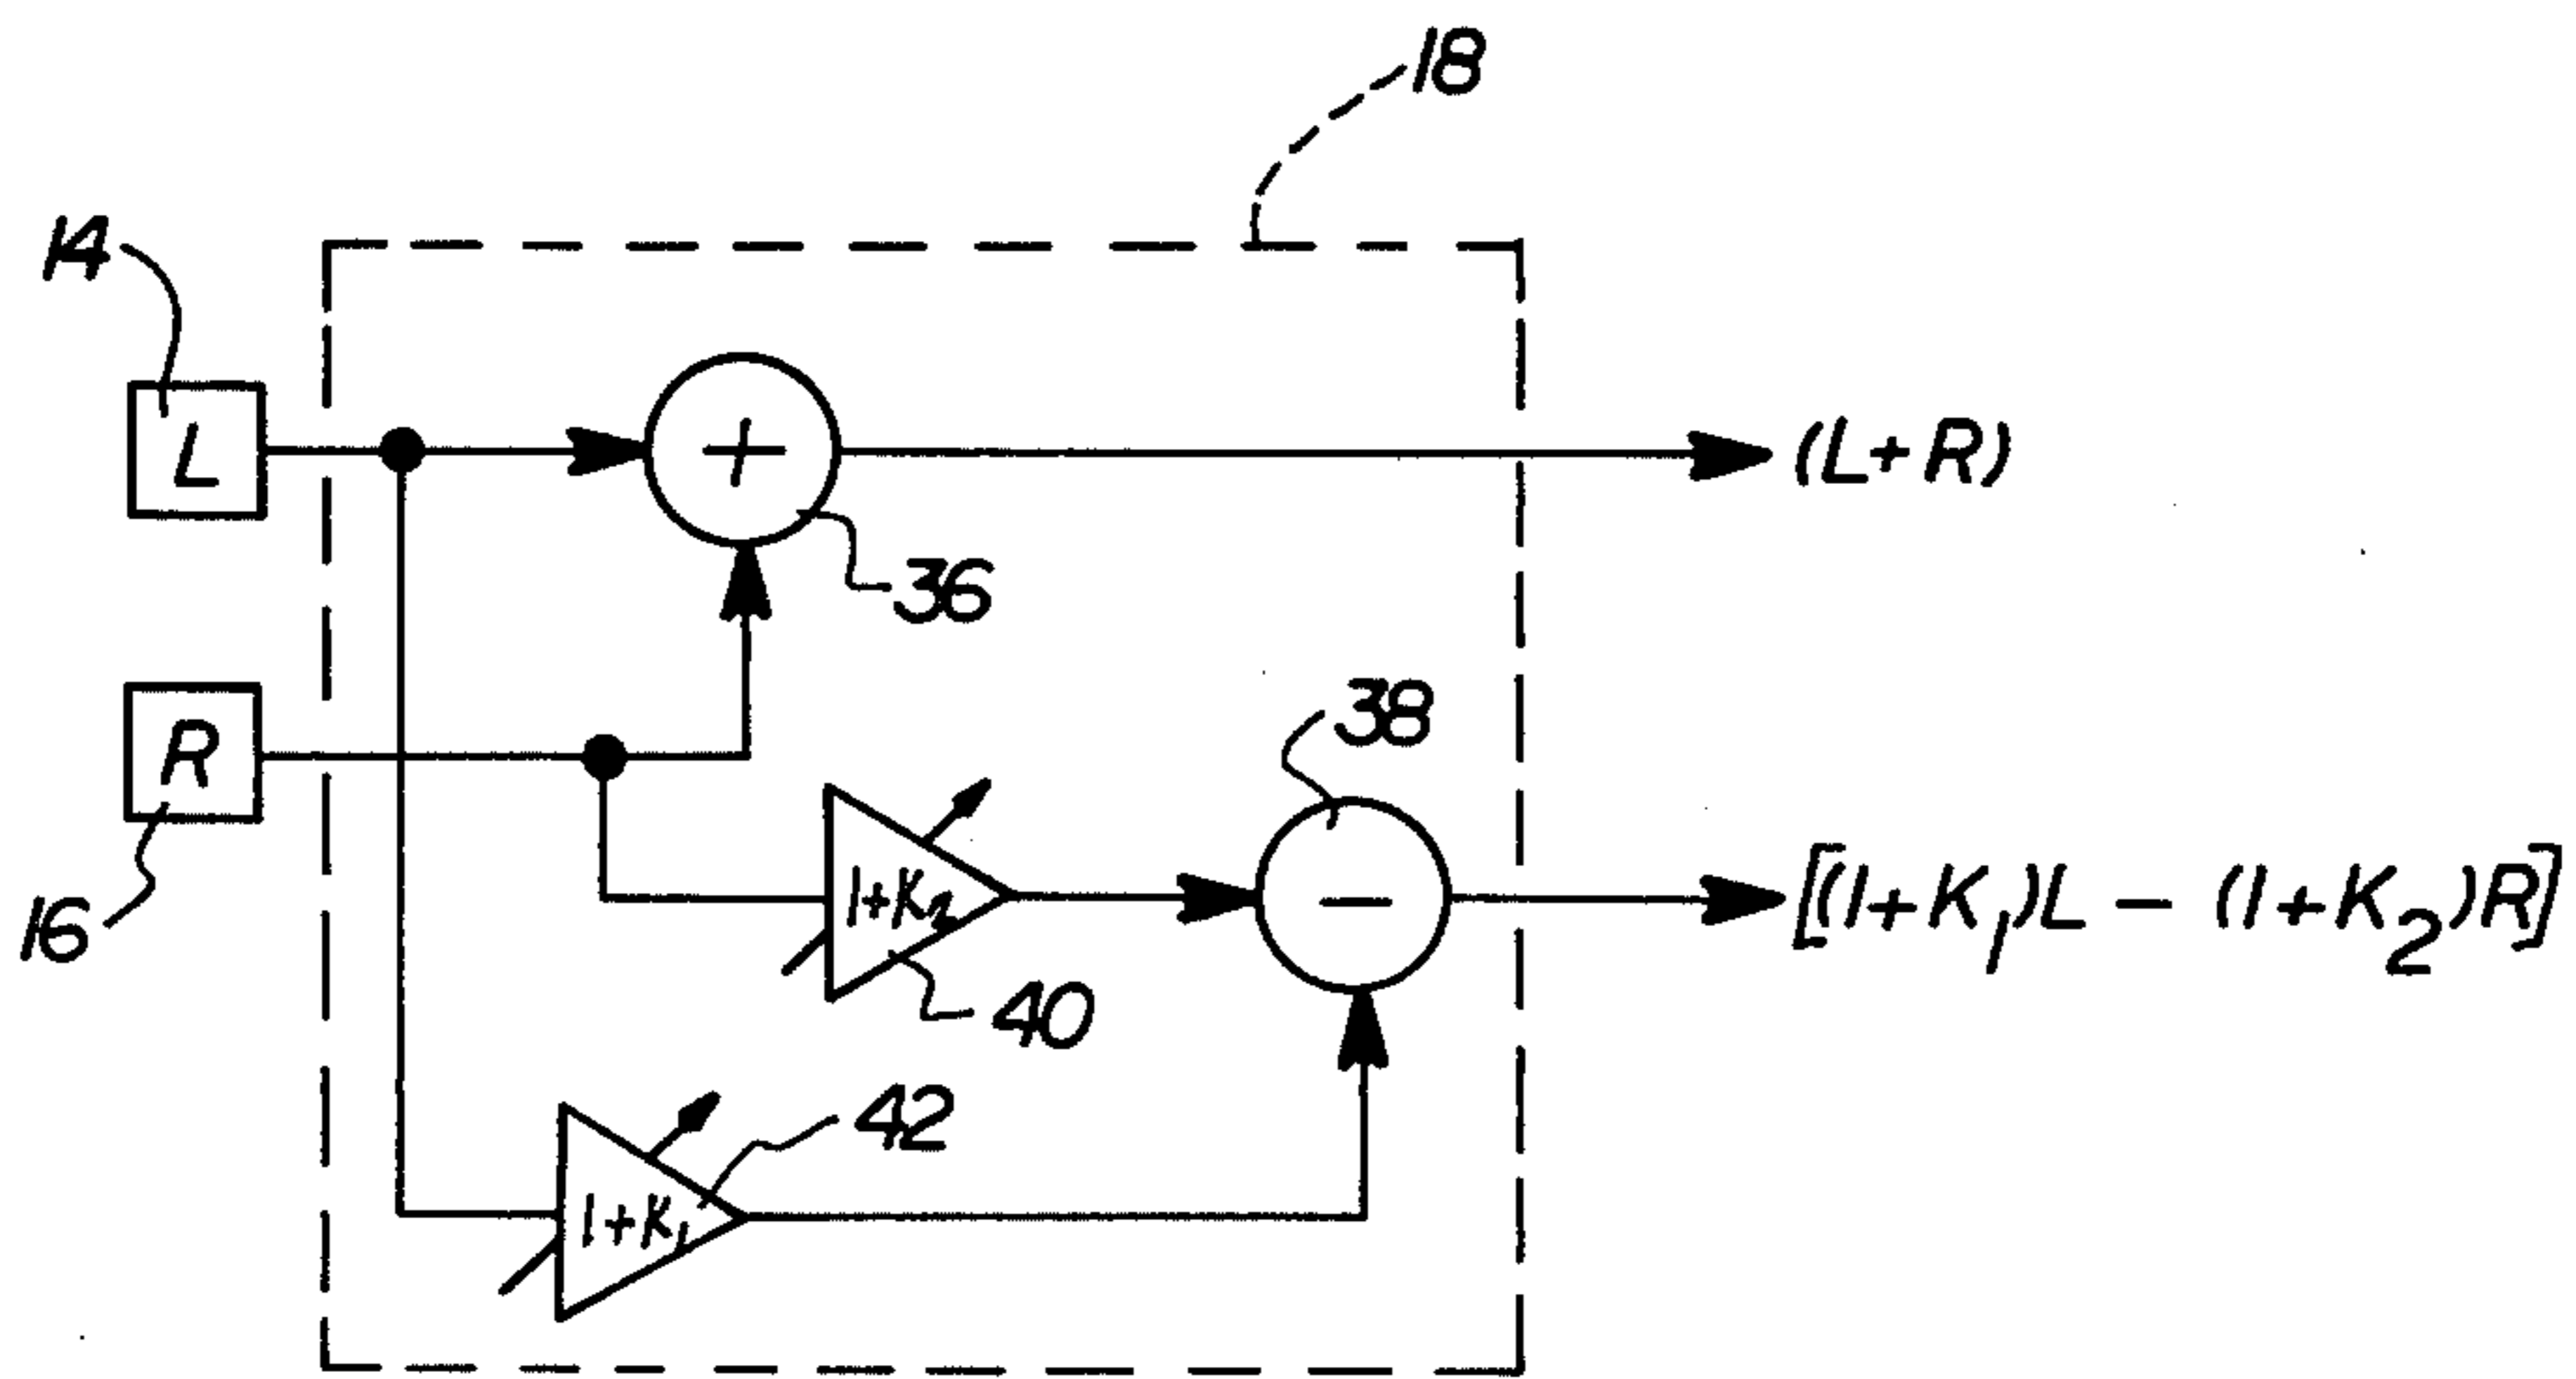 18
14
L
+
(L+R)
36
R
38
16
1+K₂
−
[(1+K₁)L − (1+K₂)R]
40
42
1+K₁